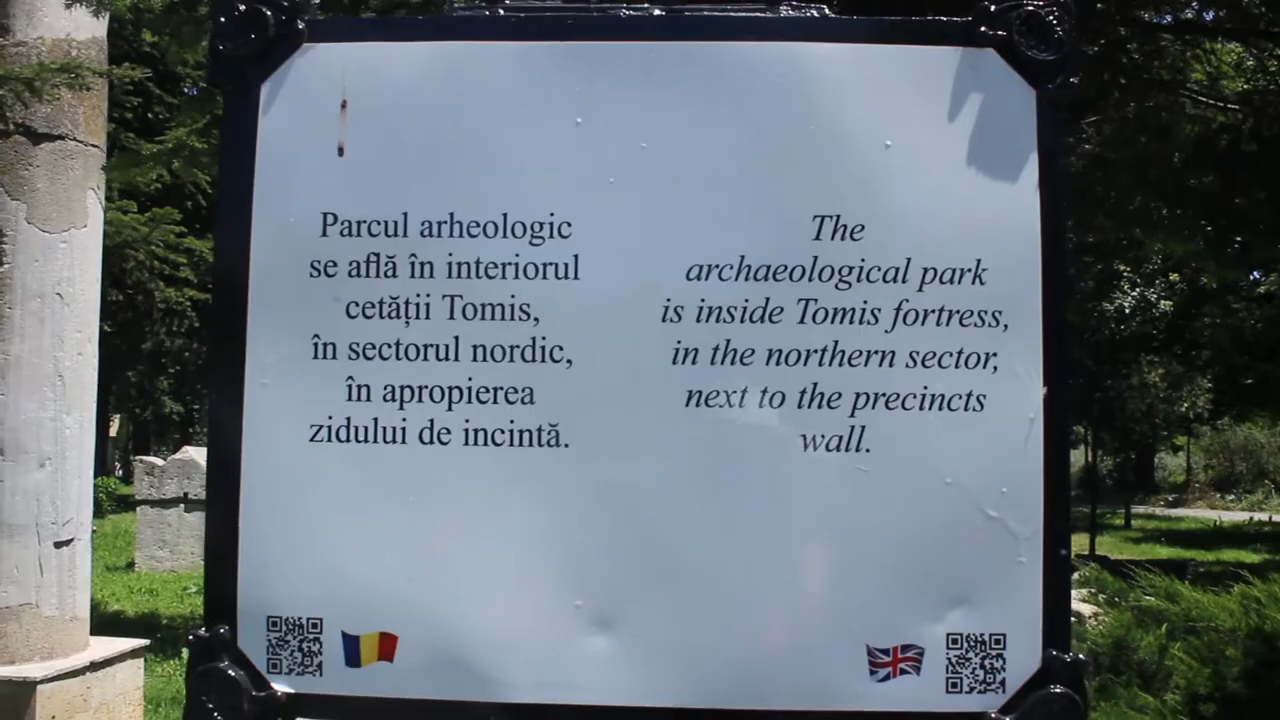 Parcul arheologic
se află în interiorul
cetății Tomis,
în sectorul nordic,
în apropierea
zidului de incintă.
The
archaeological park
is inside Tomis fortress,
in the northern sector,
next to the precincts
wall.